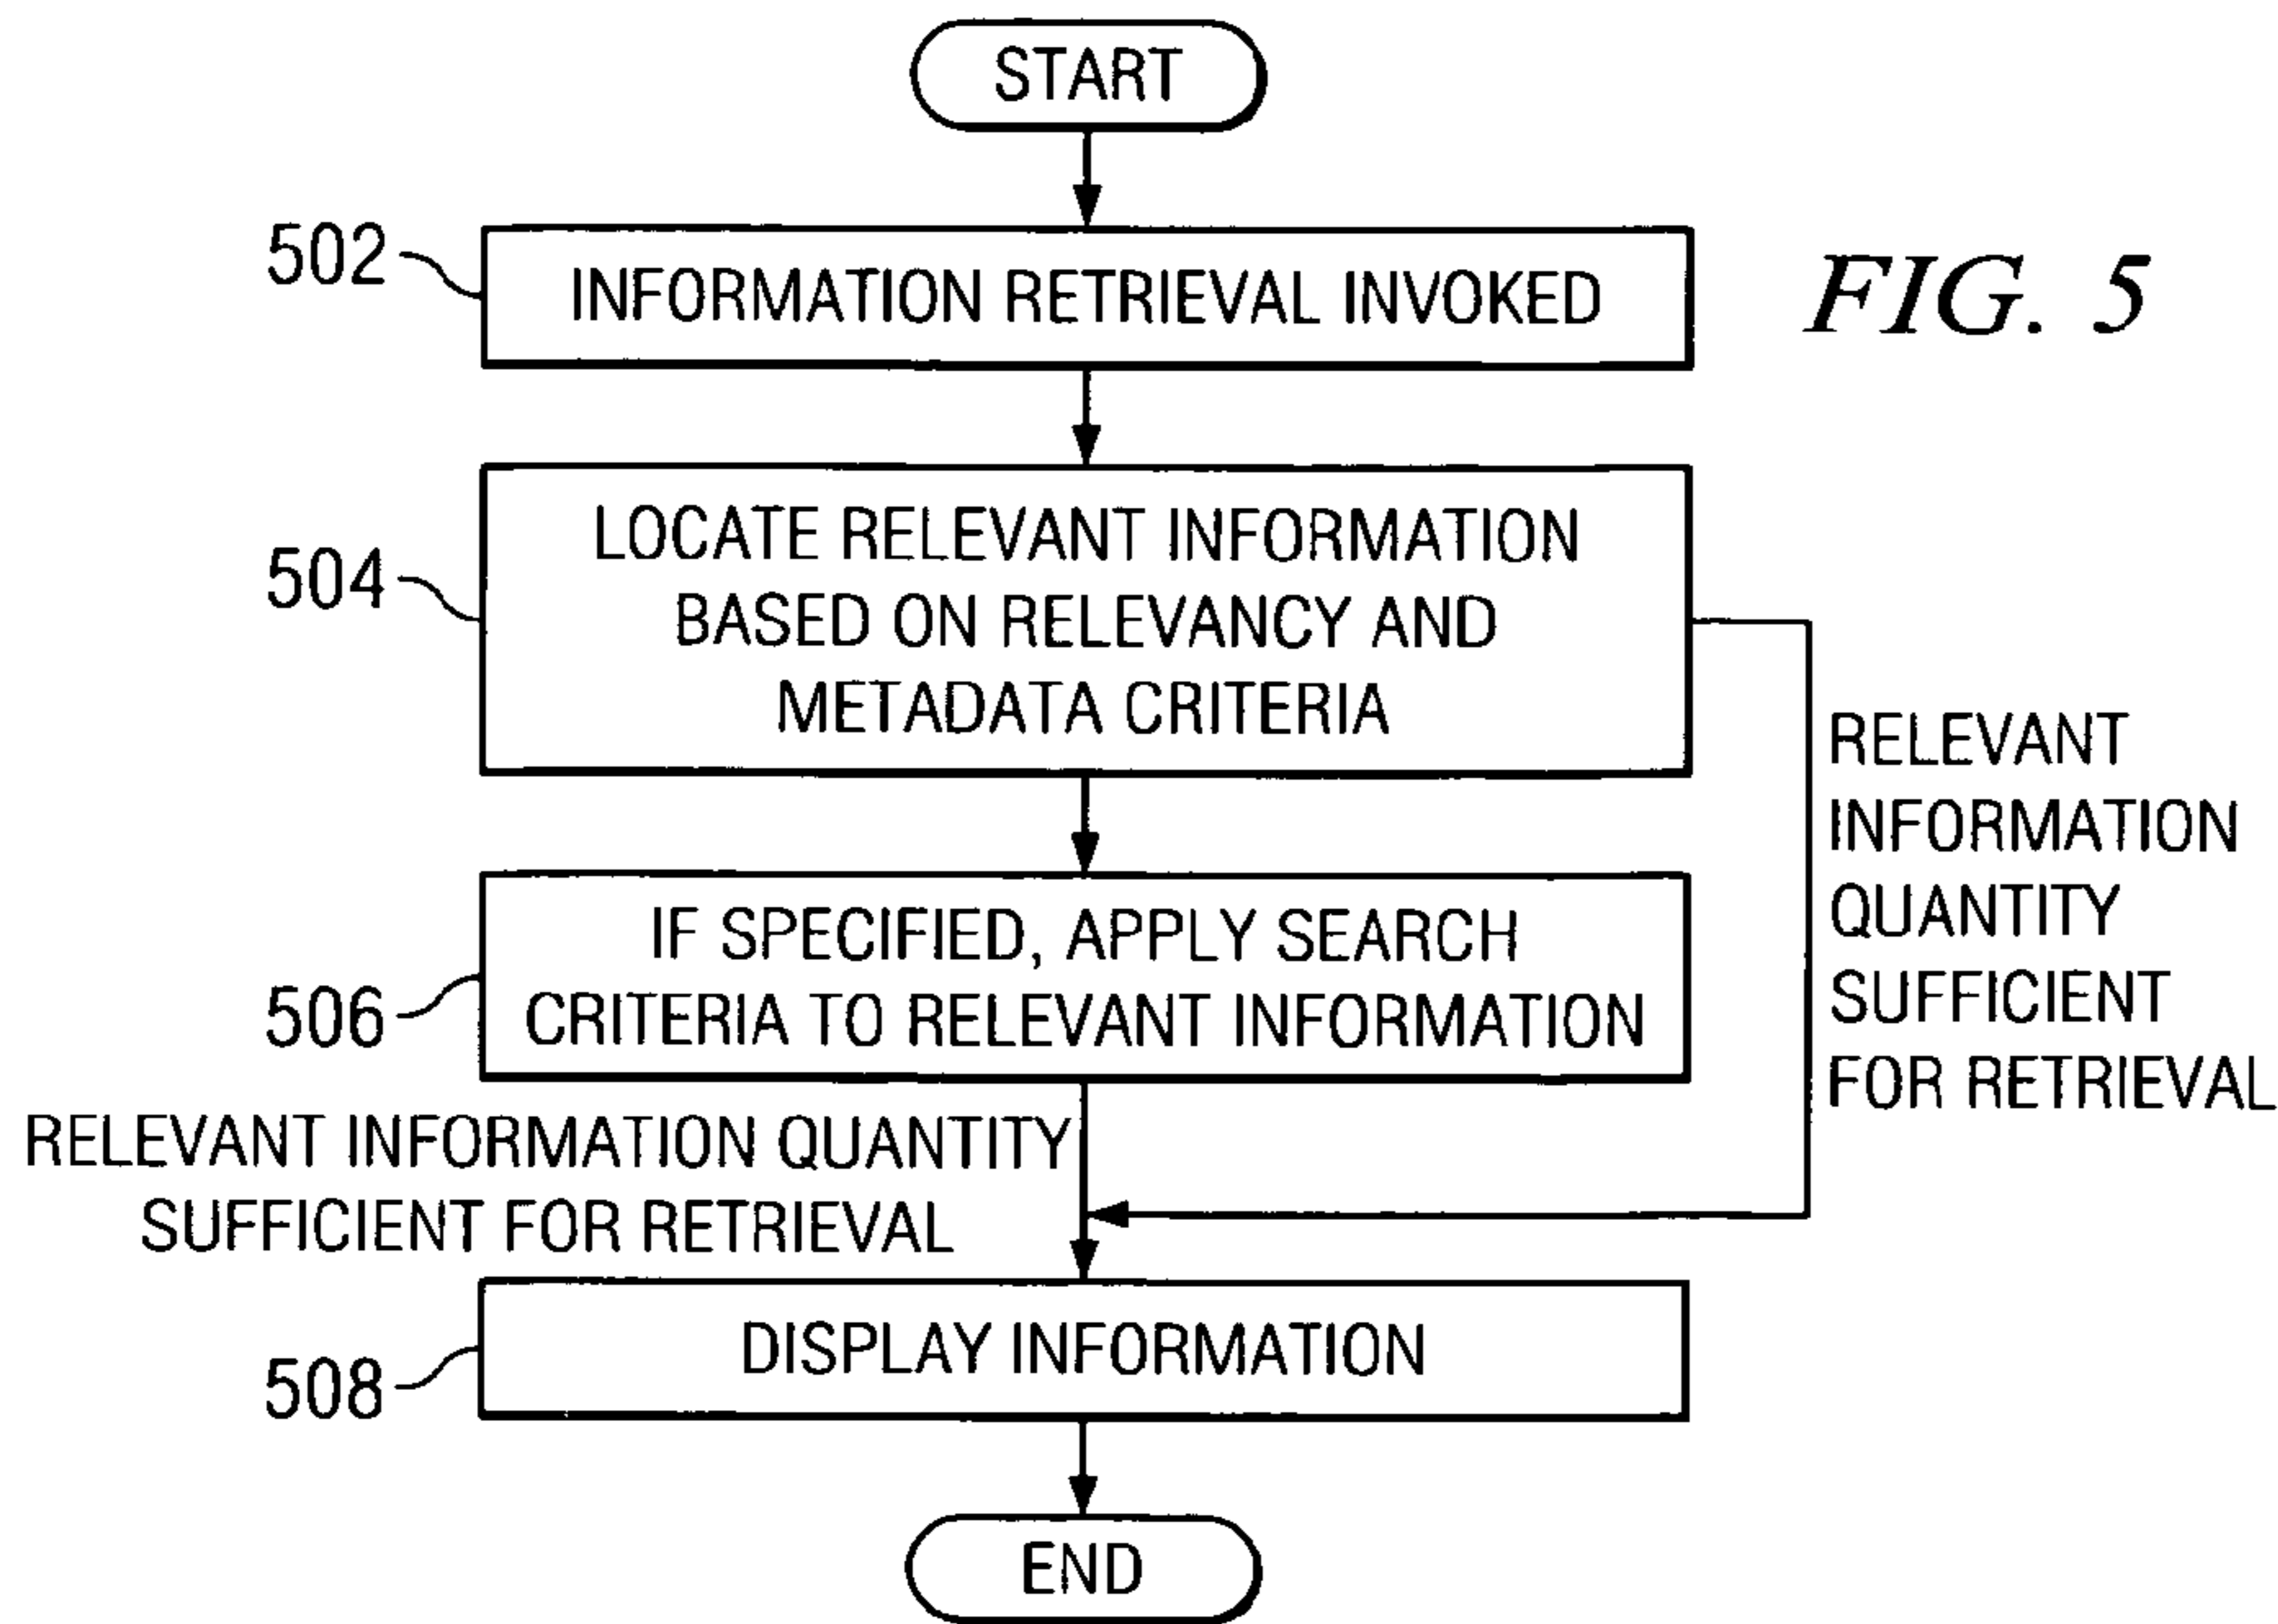 START
502
INFORMATION RETRIEVAL INVOKED
FIG. 5
504
LOCATE RELEVANT INFORMATION
BASED ON RELEVANCY AND
METADATA CRITERIA
RELEVANT
INFORMATION
QUANTITY
SUFFICIENT
FOR RETRIEVAL
506
IF SPECIFIED, APPLY SEARCH
CRITERIA TO RELEVANT INFORMATION
RELEVANT INFORMATION QUANTITY
SUFFICIENT FOR RETRIEVAL
508
DISPLAY INFORMATION
END